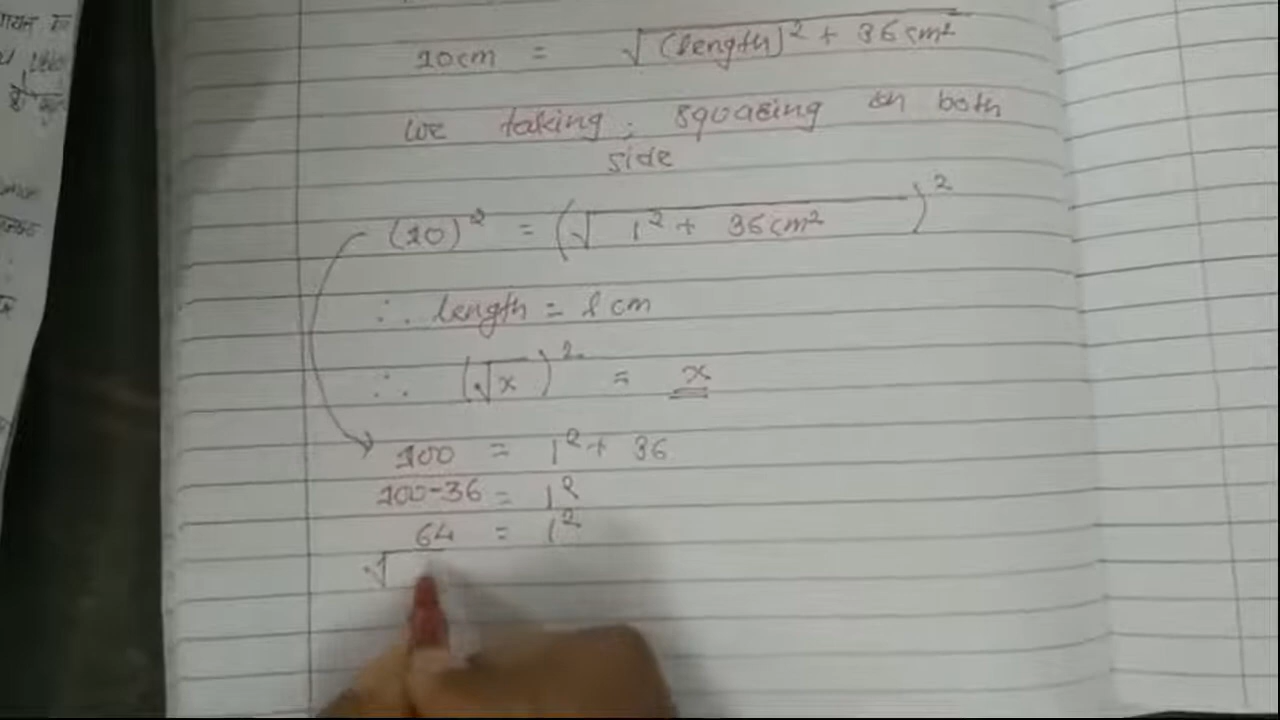 10cm = √(length)² + 36cm²
we taking squaring on both
side
(10)² = (√l² + 36cm²)²
∴ length = l cm
∴ (√x)² = x
100 = l² + 36
100-36 = l²
64 = l²
√